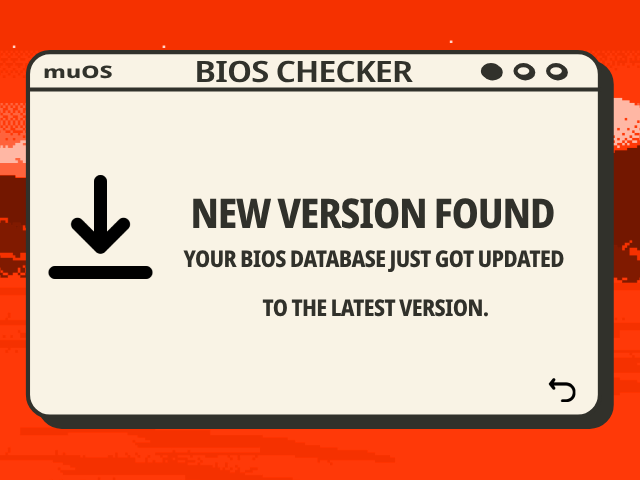 muOS
BIOS CHECKER
NEW VERSION FOUND
YOUR BIOS DATABASE JUST GOT UPDATED
TO THE LATEST VERSION.